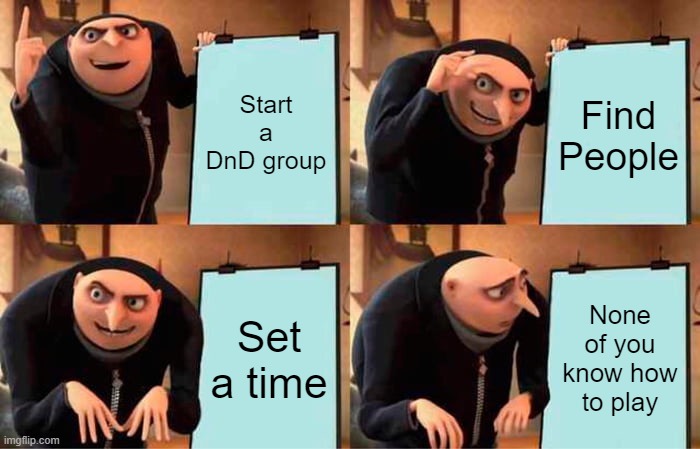 Start
a
DnD group
Find
People
Set
a time
None
of you
know how
to play
imgflip.com